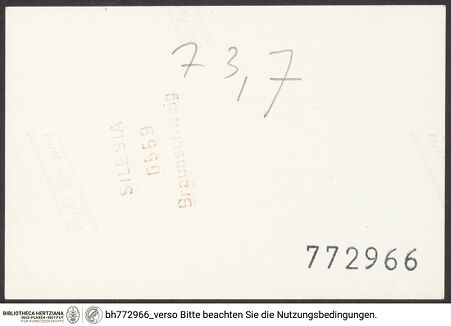 73,7
SILESIA
6559
Braunschweig
772966
BIBLIOTHECA HERTZIANA
MAX-PLANCK-INSTITUT
FÜR KUNSTGESCHICHTE
bh772966_verso Bitte beachten Sie die Nutzungsbedingungen.